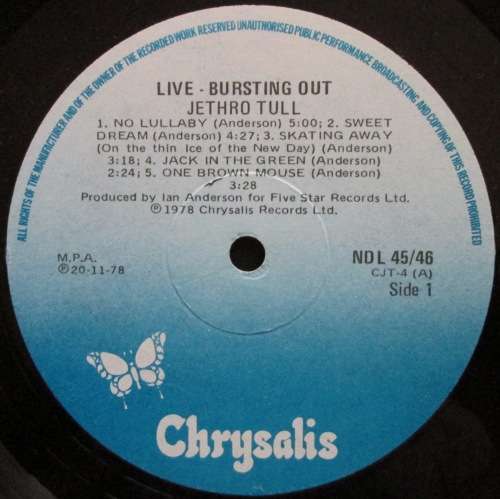 ALL RIGHTS OF THE MANUFACTURER AND OF THE OWNER OF THE RECORDED WORK RESERVED UNAUTHORISED PUBLIC PERFORMANCE BROADCASTING AND COPYING OF THIS RECORD PROHIBITED
LIVE - BURSTING OUT
JETHRO TULL
1. NO LULLABY (Anderson) 5:00; 2. SWEET
DREAM (Anderson) 4:27; 3. SKATING AWAY
(On the thin Ice of the New Day) (Anderson)
3:18; 4. JACK IN THE GREEN (Anderson)
2:24; 5. ONE BROWN MOUSE (Anderson)
3:28
Produced by Ian Anderson for Five Star Records Ltd.
℗1978 Chrysalis Records Ltd.
M.P.A.
℗20-11-78
NDL 45/46
CJT-4 (A)
Side 1
Chrysalis